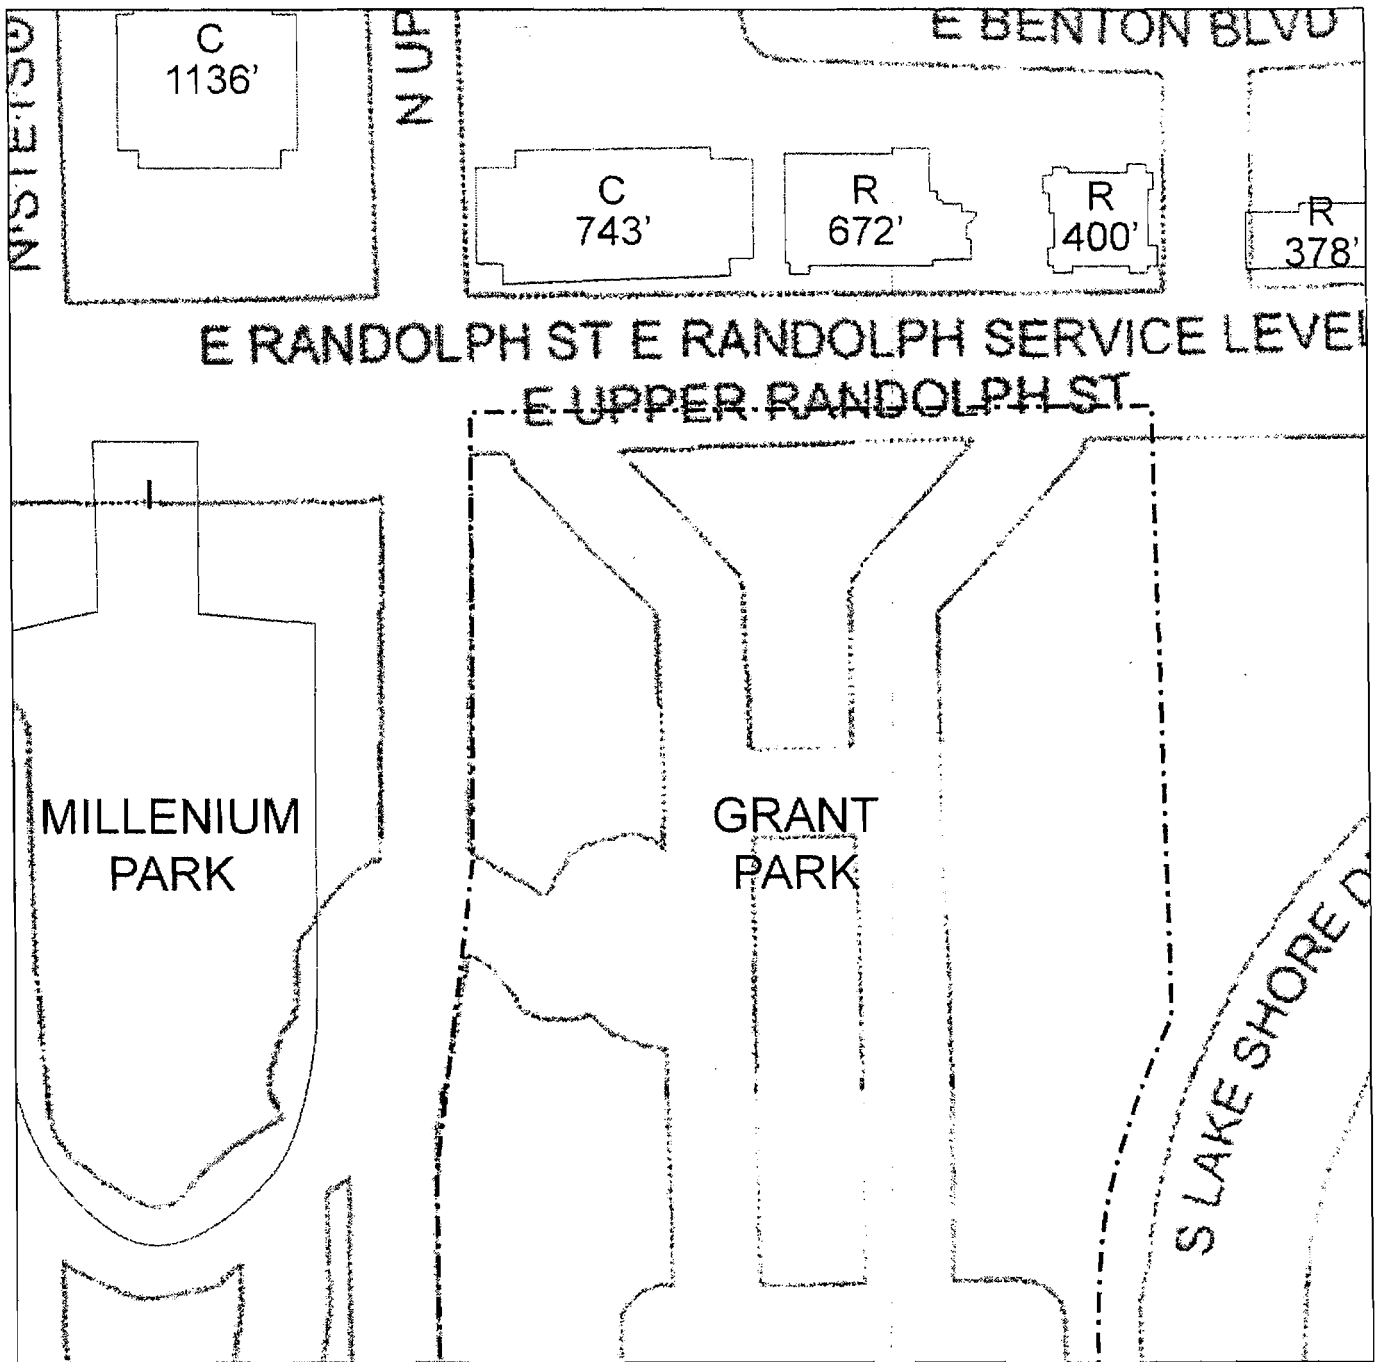 E BENTON BLVD
C
1136'
N UP
C
743'
R
672'
R
400'
R
378'
E RANDOLPH ST E RANDOLPH SERVICE LEVEL
E UPPER RANDOLPH ST
I
MILLENIUM
PARK
GRANT
PARK
S LAKE SHORE D